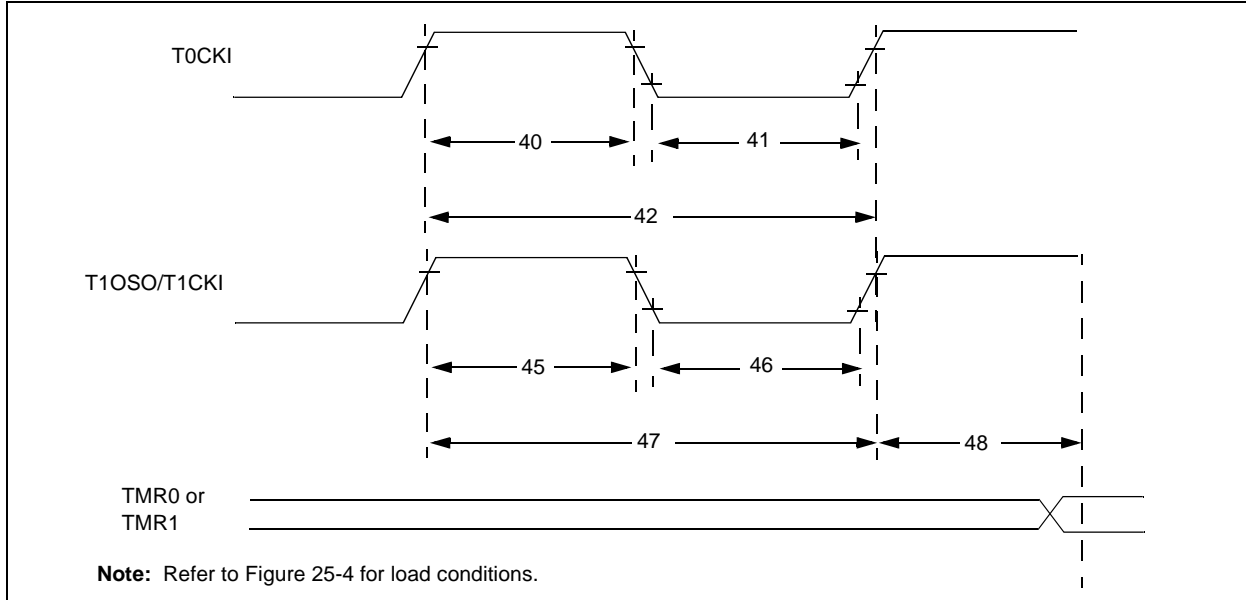 T0CKI
40
41
42
T1OSO/T1CKI
45
46
47
48
TMR0 or
TMR1
Note: Refer to Figure 25-4 for load conditions.